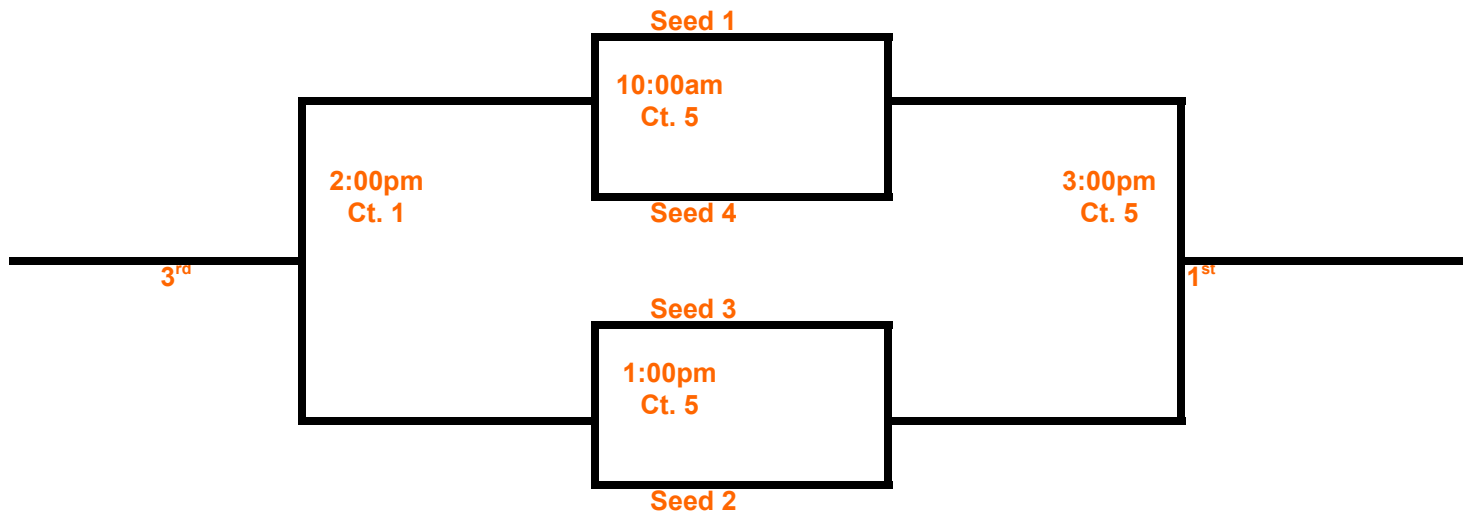 Seed 1
10:00am
Ct. 5
2:00pm
Ct. 1
3:00pm
Ct. 5
Seed 4
3rd
1st
Seed 3
1:00pm
Ct. 5
Seed 2